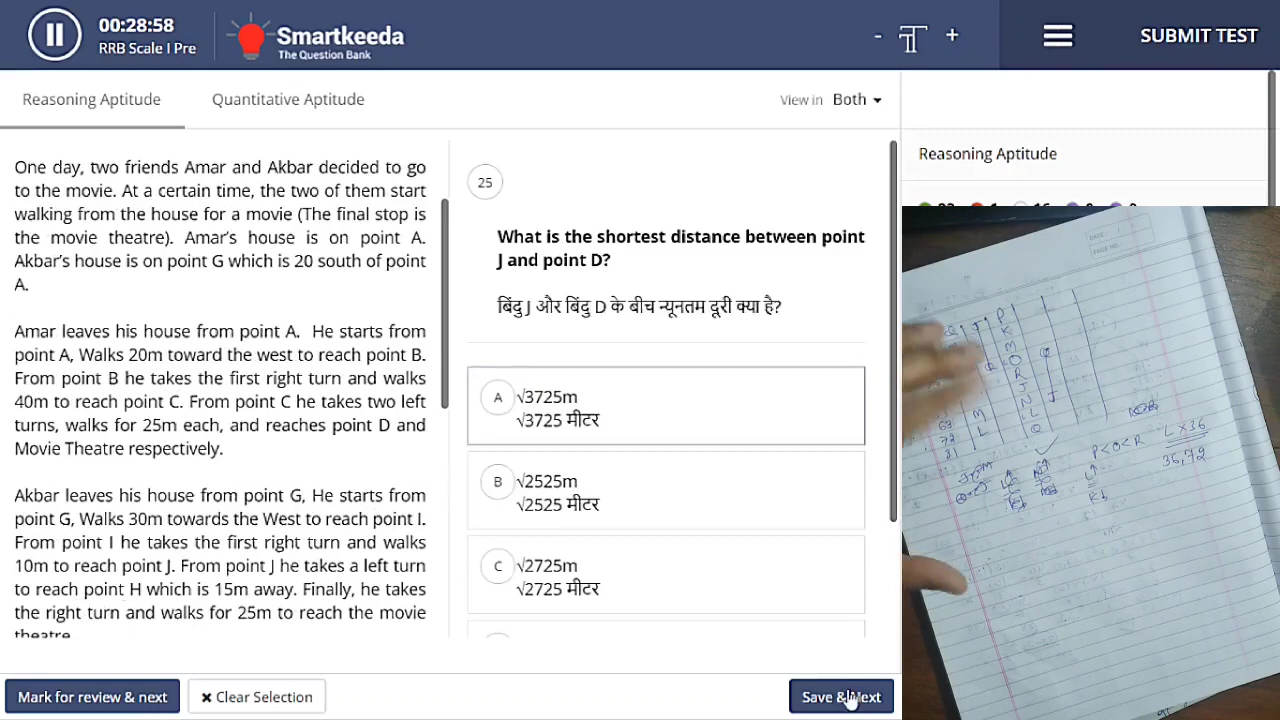 00:28:58
RRB Scale I Pre
Smartkeeda
The Question Bank
- T +
SUBMIT TEST
Reasoning Aptitude
Quantitative Aptitude
View in Both
Reasoning Aptitude
One day, two friends Amar and Akbar decided to go
to the movie. At a certain time, the two of them start
walking from the house for a movie (The final stop is
the movie theatre). Amar's house is on point A.
Akbar's house is on point G which is 20 south of point
A.
Amar leaves his house from point A. He starts from
point A, Walks 20m toward the west to reach point B.
From point B he takes the first right turn and walks
40m to reach point C. From point C he takes two left
turns, walks for 25m each, and reaches point D and
Movie Theatre respectively.
Akbar leaves his house from point G, He starts from
point G, Walks 30m towards the West to reach point I.
From point I he takes the first right turn and walks
10m to reach point J. From point J he takes a left turn
to reach point H which is 15m away. Finally, he takes
the right turn and walks for 25m to reach the movie
theatre.
25
What is the shortest distance between point
J and point D?
बिंदु J और बिंदु D के बीच न्यूनतम दूरी क्या है?
A √3725m
√3725 मीटर
B √2525m
√2525 मीटर
C √2725m
√2725 मीटर
Mark for review & next
Clear Selection
Save & Next
P
K
M
O
R
J
N
L
Q
P<O<R
L x 36
36,72